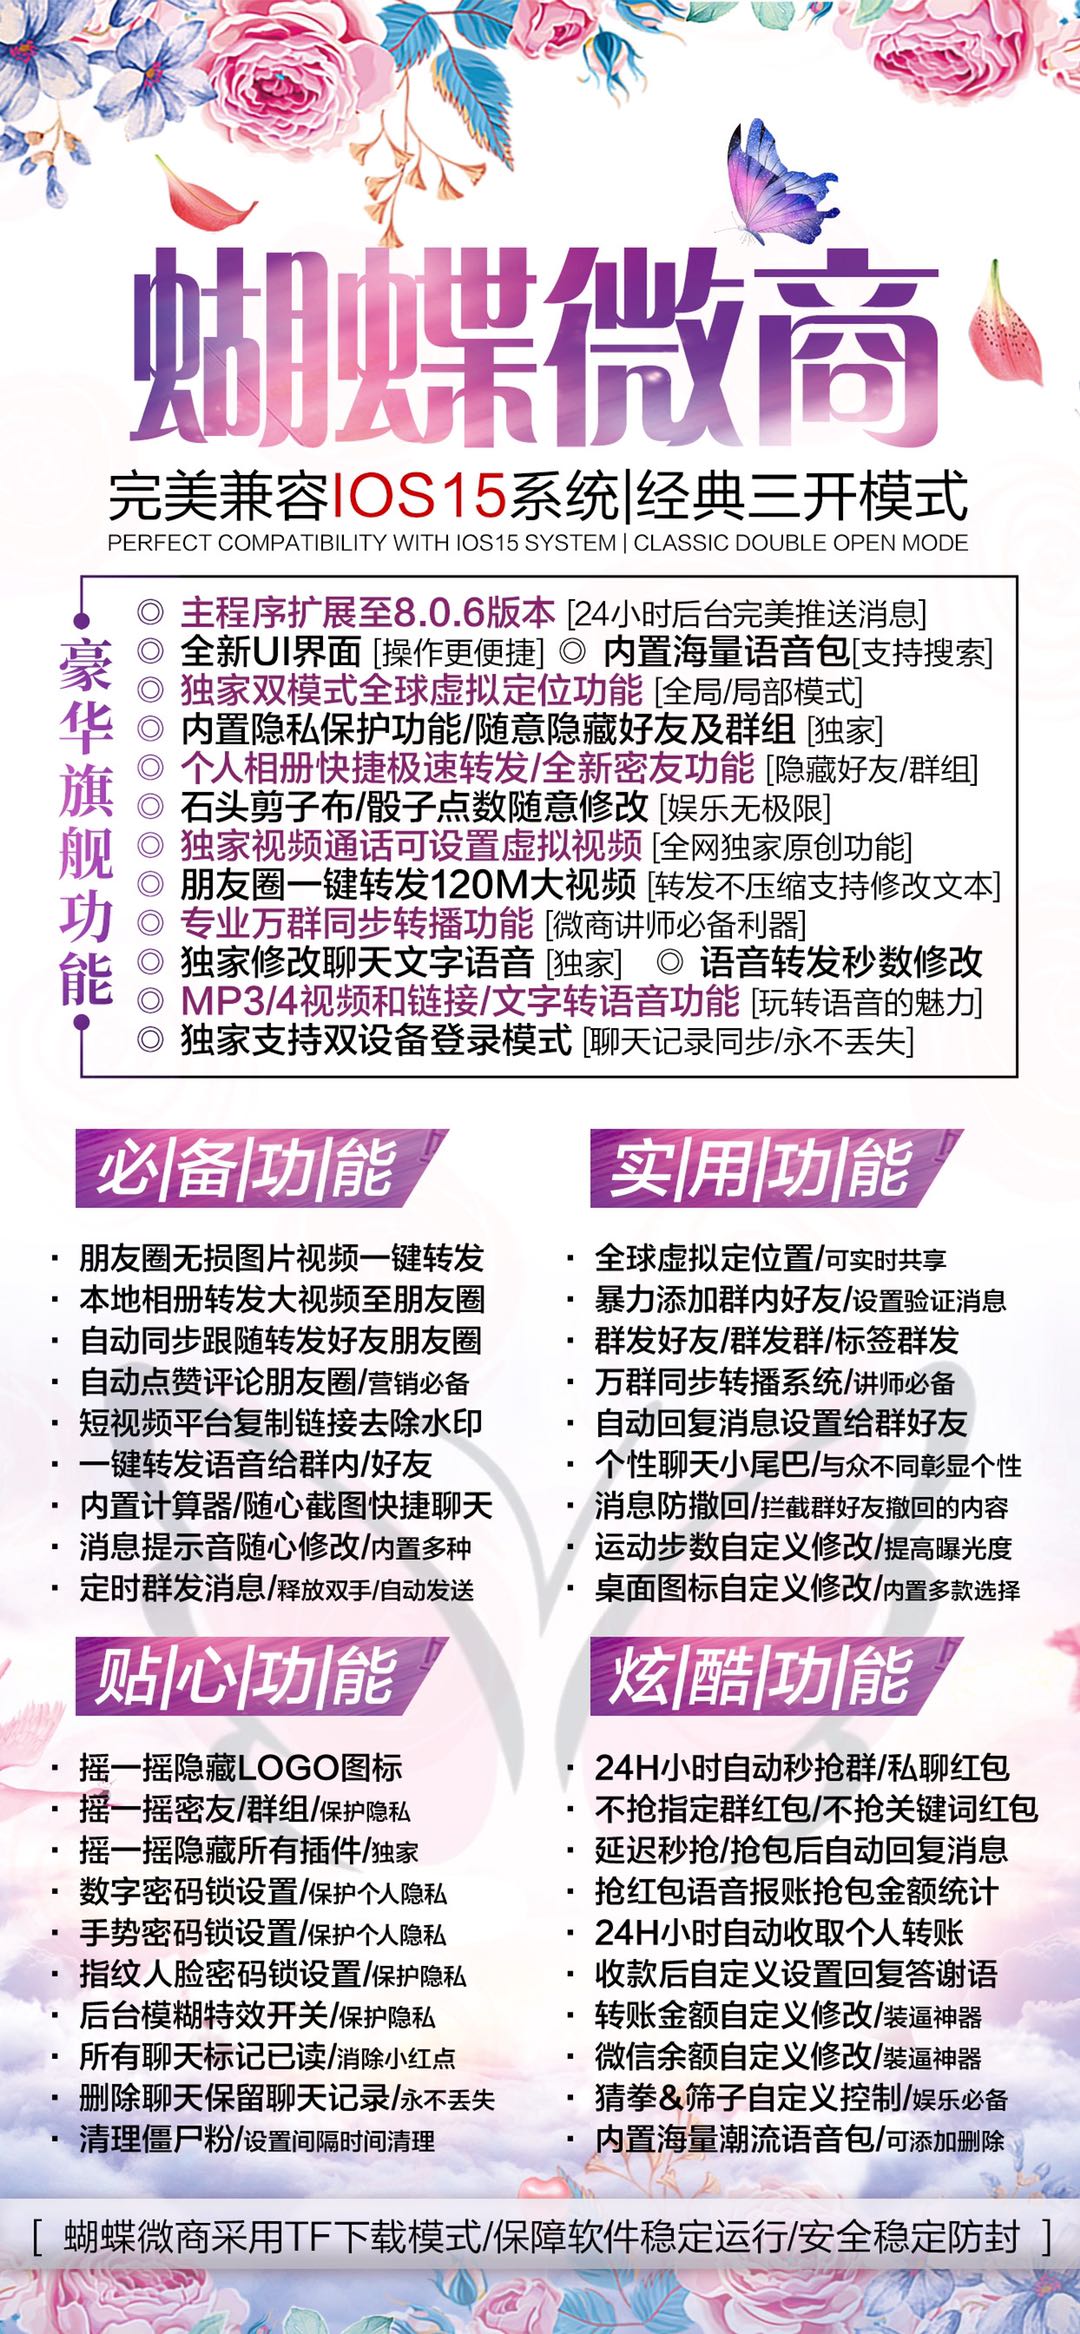 蝴蝶微商
完美兼容IOS15系统|经典三开模式
PERFECT COMPATIBILITY WITH IOS15 SYSTEM | CLASSIC DOUBLE OPEN MODE
豪华旗舰功能
◎ 主程序扩展至8.0.6版本 [24小时后台完美推送消息]
◎ 全新UI界面 [操作更便捷] ◎ 内置海量语音包[支持搜索]
◎ 独家双模式全球虚拟定位功能 [全局/局部模式]
◎ 内置隐私保护功能/随意隐藏好友及群组 [独家]
◎ 个人相册快捷极速转发/全新密友功能 [隐藏好友/群组]
◎ 石头剪子布/骰子点数随意修改 [娱乐无极限]
◎ 独家视频通话可设置虚拟视频 [全网独家原创功能]
◎ 朋友圈一键转发120M大视频 [转发不压缩支持修改文本]
◎ 专业万群同步转播功能 [微商讲师必备利器]
◎ 独家修改聊天文字语音 [独家] ◎ 语音转发秒数修改
◎ MP3/4视频和链接/文字转语音功能 [玩转语音的魅力]
◎ 独家支持双设备登录模式 [聊天记录同步/永不丢失]
必|备|功|能
· 朋友圈无损图片视频一键转发
· 本地相册转发大视频至朋友圈
· 自动同步跟随转发好友朋友圈
· 自动点赞评论朋友圈/营销必备
· 短视频平台复制链接去除水印
· 一键转发语音给群内/好友
· 内置计算器/随心截图快捷聊天
· 消息提示音随心修改/内置多种
· 定时群发消息/释放双手/自动发送
实|用|功|能
· 全球虚拟定位置/可实时共享
· 暴力添加群内好友/设置验证消息
· 群发好友/群发群/标签群发
· 万群同步转播系统/讲师必备
· 自动回复消息设置给群好友
· 个性聊天小尾巴/与众不同彰显个性
· 消息防撤回/拦截群好友撤回的内容
· 运动步数自定义修改/提高曝光度
· 桌面图标自定义修改/内置多款选择
贴|心|功|能
· 摇一摇隐藏LOGO图标
· 摇一摇密友/群组/保护隐私
· 摇一摇隐藏所有插件/独家
· 数字密码锁设置/保护个人隐私
· 手势密码锁设置/保护个人隐私
· 指纹人脸密码锁设置/保护隐私
· 后台模糊特效开关/保护隐私
· 所有聊天标记已读/消除小红点
· 删除聊天保留聊天记录/永不丢失
· 清理僵尸粉/设置间隔时间清理
炫|酷|功|能
· 24H小时自动秒抢群/私聊红包
· 不抢指定群红包/不抢关键词红包
· 延迟秒抢/抢包后自动回复消息
· 抢红包语音报账抢包金额统计
· 24H小时自动收取个人转账
· 收款后自定义设置回复答谢语
· 转账金额自定义修改/装逼神器
· 微信余额自定义修改/装逼神器
· 猜拳&筛子自定义控制/娱乐必备
· 内置海量潮流语音包/可添加删除
[ 蝴蝶微商采用TF下载模式/保障软件稳定运行/安全稳定防封 ]